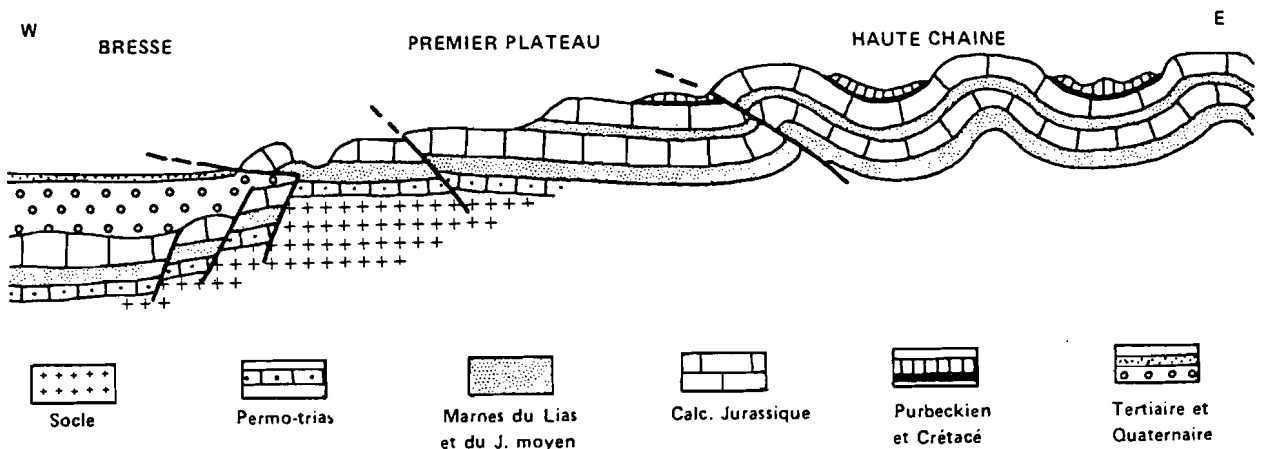 W
E
BRESSE
PREMIER PLATEAU
HAUTE CHAINE
Socle
Permo-trias
Marnes du Lias
et du J. moyen
Calc. Jurassique
Purbeckien
et Crétacé
Tertiaire et
Quaternaire